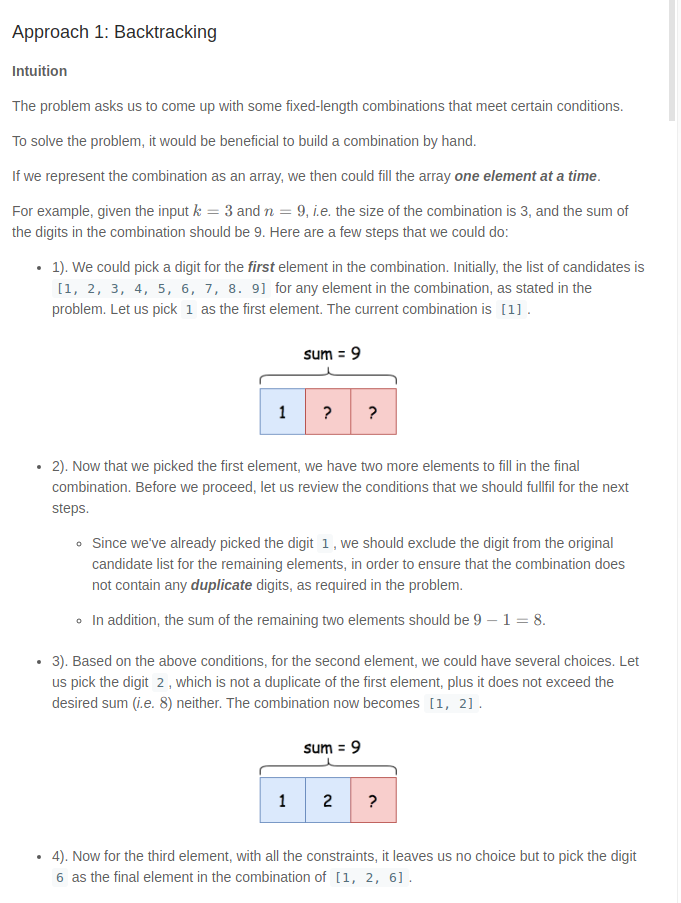 Approach 1: Backtracking
Intuition
The problem asks us to come up with some fixed-length combinations that meet certain conditions.
To solve the problem, it would be beneficial to build a combination by hand.
If we represent the combination as an array, we then could fill the array one element at a time.
For example, given the input k = 3 and n = 9, i.e. the size of the combination is 3, and the sum of
the digits in the combination should be 9. Here are a few steps that we could do:
• 1). We could pick a digit for the first element in the combination. Initially, the list of candidates is
[1, 2, 3, 4, 5, 6, 7, 8. 9] for any element in the combination, as stated in the
problem. Let us pick 1 as the first element. The current combination is [1] .
sum = 9
1 ? ?
• 2). Now that we picked the first element, we have two more elements to fill in the final
combination. Before we proceed, let us review the conditions that we should fullfil for the next
steps.
◦ Since we've already picked the digit 1 , we should exclude the digit from the original
candidate list for the remaining elements, in order to ensure that the combination does
not contain any duplicate digits, as required in the problem.
◦ In addition, the sum of the remaining two elements should be 9 − 1 = 8.
• 3). Based on the above conditions, for the second element, we could have several choices. Let
us pick the digit 2 , which is not a duplicate of the first element, plus it does not exceed the
desired sum (i.e. 8) neither. The combination now becomes [1, 2] .
sum = 9
1 2 ?
• 4). Now for the third element, with all the constraints, it leaves us no choice but to pick the digit
6 as the final element in the combination of [1, 2, 6] .